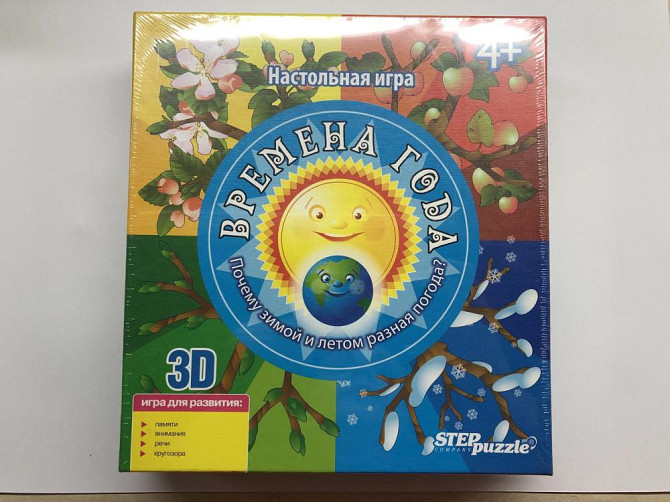 4+
Настольная игра
ВРЕМЕНА ГОДА
Почему зимой и летом разная погода?
3D
игра для развития:
памяти
внимания
речи
кругозора
STEP puzzle®
COMPANY